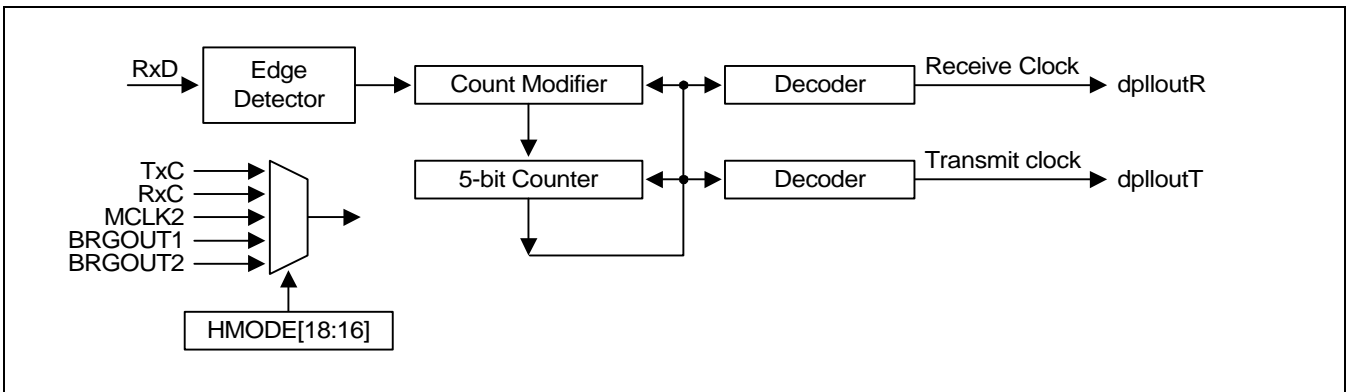 RxD
Edge
Detector
Count Modifier
Decoder
Receive Clock
dplloutR
TxC
RxC
MCLK2
BRGOUT1
BRGOUT2
5-bit Counter
Decoder
Transmit clock
dplloutT
HMODE[18:16]